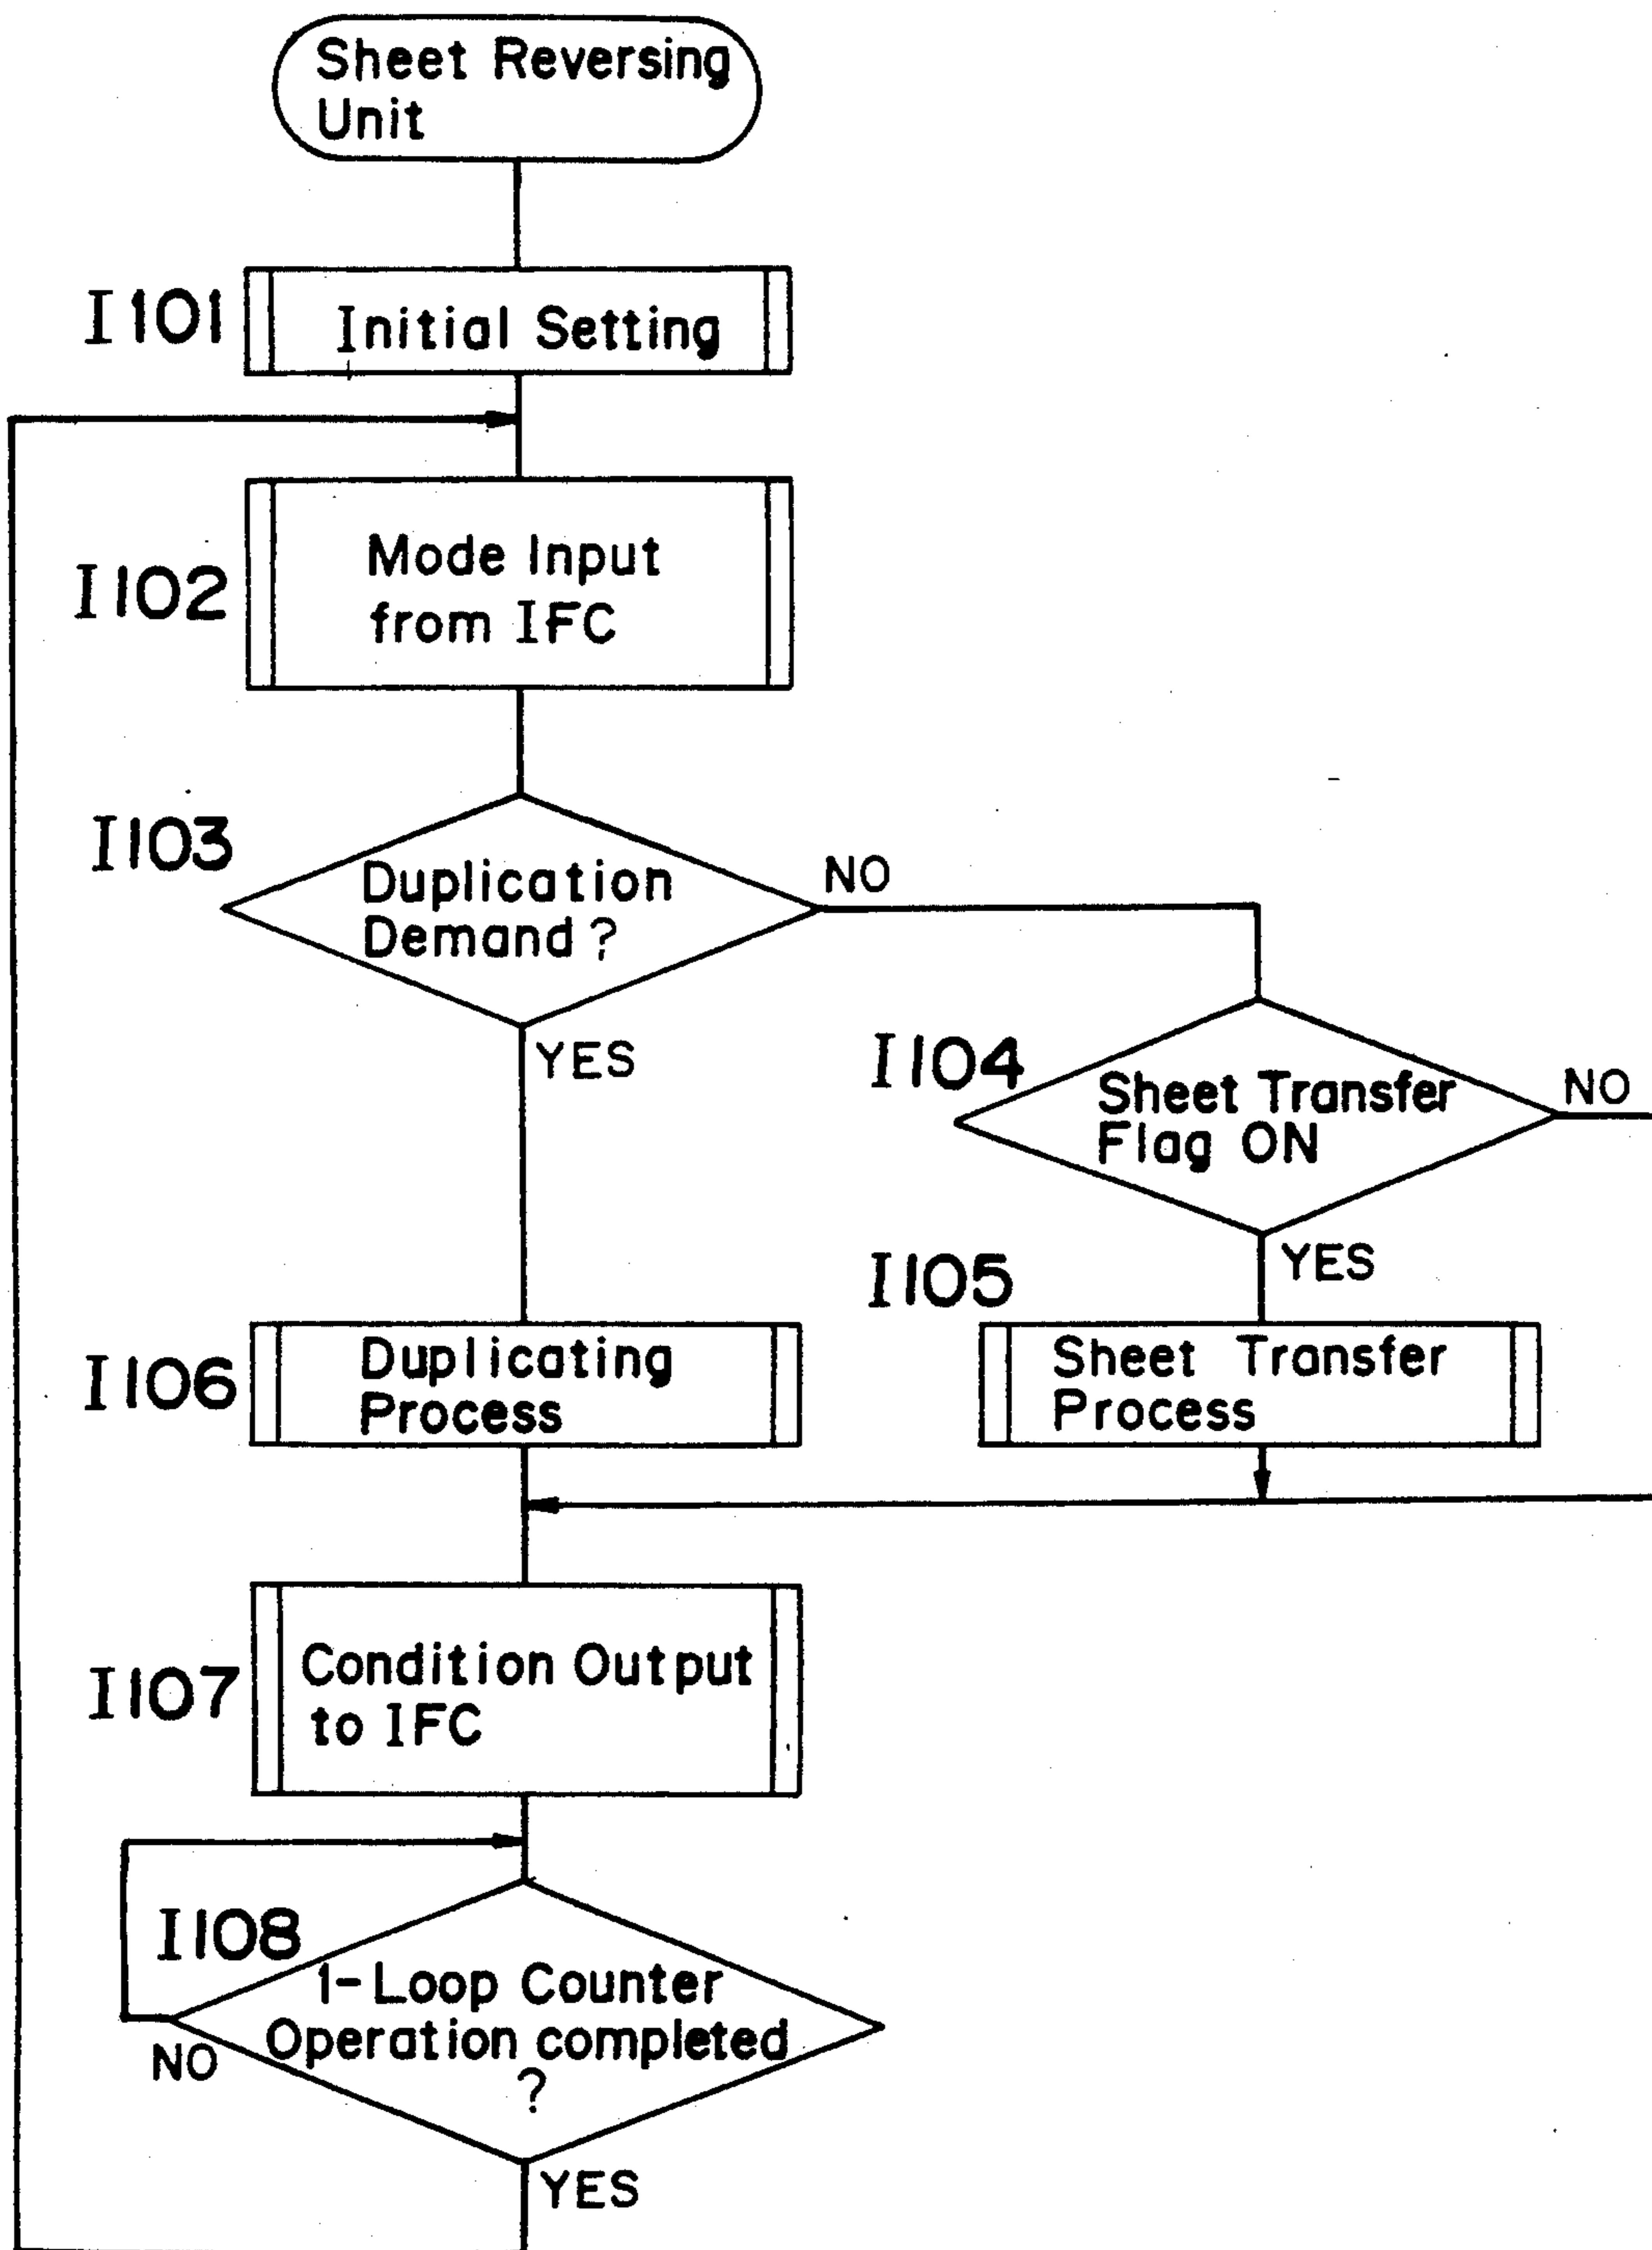 Sheet Reversing
Unit
I101
Initial Setting
I102
Mode Input
from IFC
I103
Duplication
Demand?
NO
YES
I104
Sheet Transfer
Flag ON
NO
YES
I105
Sheet Transfer
Process
I106
Duplicating
Process
I107
Condition Output
to IFC
I108
1-Loop Counter
Operation completed
?
NO
YES